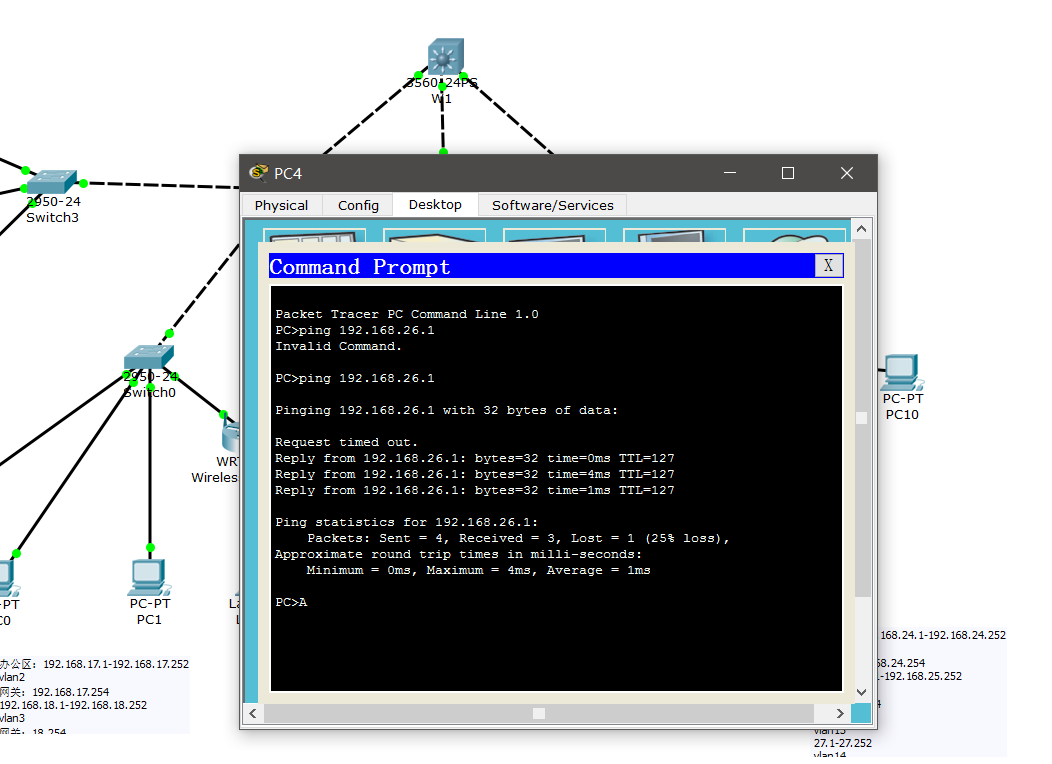 3560-24PS
W1
2950-24
Switch3
PC4
Physical
Config
Desktop
Software/Services
Command Prompt
X
Packet Tracer PC Command Line 1.0
PC>ping 192.168.26.1
Invalid Command.
PC>ping 192.168.26.1
Pinging 192.168.26.1 with 32 bytes of data:
Request timed out.
Reply from 192.168.26.1: bytes=32 time=0ms TTL=127
Reply from 192.168.26.1: bytes=32 time=4ms TTL=127
Reply from 192.168.26.1: bytes=32 time=1ms TTL=127
Ping statistics for 192.168.26.1:
Packets: Sent = 4, Received = 3, Lost = 1 (25% loss),
Approximate round trip times in milli-seconds:
Minimum = 0ms, Maximum = 4ms, Average = 1ms
PC>A
2950-24
Switch0
WRT
Wireless
PC-PT
PC10
-PT
C0
PC-PT
PC1
La
L
办公区: 192.168.17.1-192.168.17.252
vlan2
网关: 192.168.17.254
192.168.18.1-192.168.18.252
vlan3
网关: 18.254
168.24.1-192.168.24.252
68.24.254
1-192.168.25.252
4
vlan13
27.1-27.252
vlan14